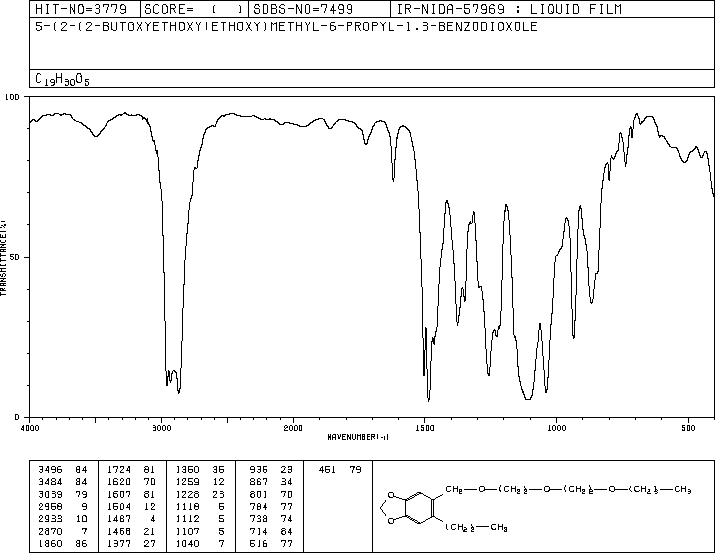 HIT-NO=3779 SCORE= ( ) SDBS-NO=7499 IR-NIDA-57969 : LIQUID FILM
5-(2-(2-BUTOXYETHOXY)ETHOXY)METHYL-6-PROPYL-1,3-BENZODIOXOLE
C19H30O5
100
TRANSMITTANCE(%)
50
0
4000 3000 2000 1500 1000 500
WAVENUMBER(-1)
3496 84 1724 81 1360 36 936 23 461 79
3484 84 1620 70 1259 12 867 34
3039 79 1607 81 1228 25 801 70
2958 9 1504 12 1118 5 784 77
2933 10 1487 4 1112 5 738 74
2870 7 1468 21 1107 5 714 84
1860 86 1377 27 1040 7 516 77
CH2—O—(CH2)2—O—(CH2)2—O—(CH2)3—CH3
O
O
(CH2)2—CH3